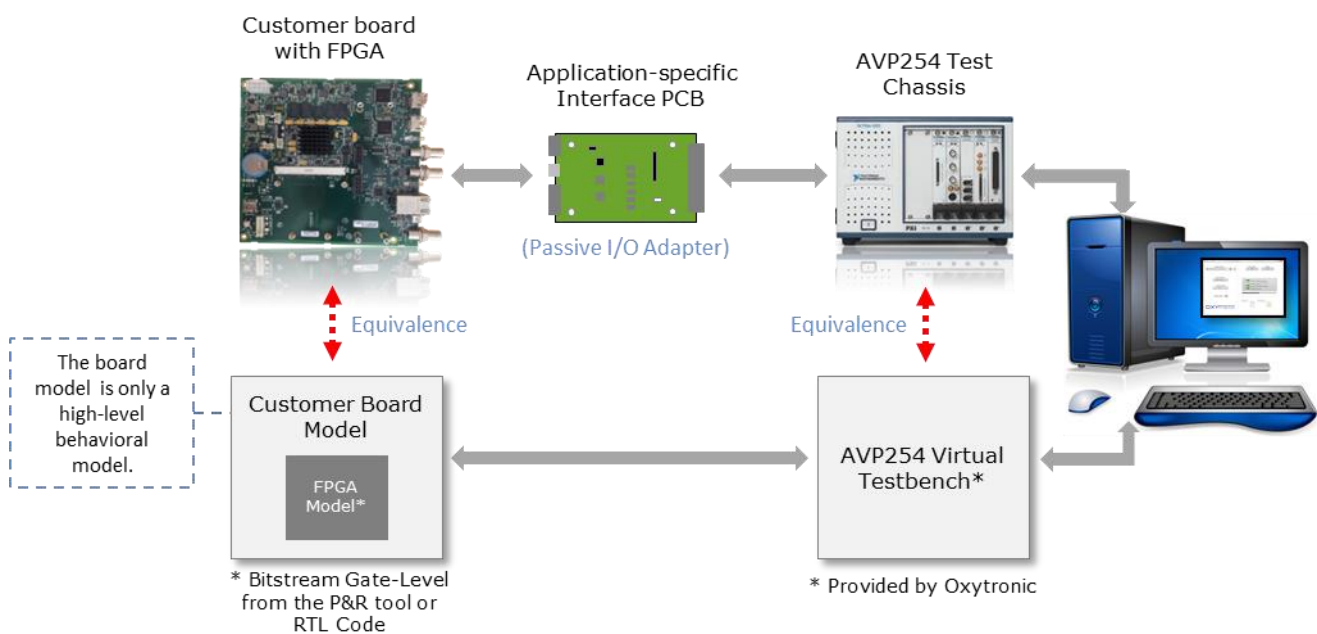 Customer board
with FPGA
Application-specific
Interface PCB
AVP254 Test
Chassis
(Passive I/O Adapter)
Equivalence
Equivalence
The board
model is only a
high-level
behavioral
model.
Customer Board
Model
FPGA
Model*
AVP254 Virtual
Testbench*
* Bitstream Gate-Level
from the P&R tool or
RTL Code
* Provided by Oxytronic